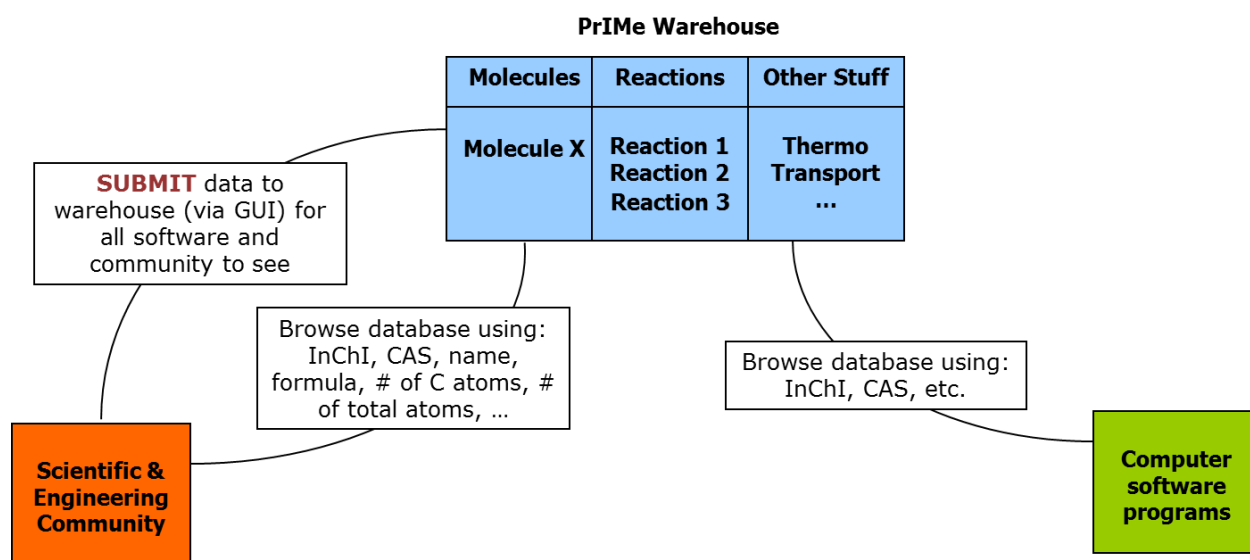 PrIMe Warehouse
Molecules
Reactions
Other Stuff
Molecule X
Reaction 1
Reaction 2
Reaction 3
Thermo
Transport
...
SUBMIT data to
warehouse (via GUI) for
all software and
community to see
Browse database using:
InChI, CAS, name,
formula, # of C atoms, #
of total atoms, ...
Browse database using:
InChI, CAS, etc.
Scientific &
Engineering
Community
Computer
software
programs